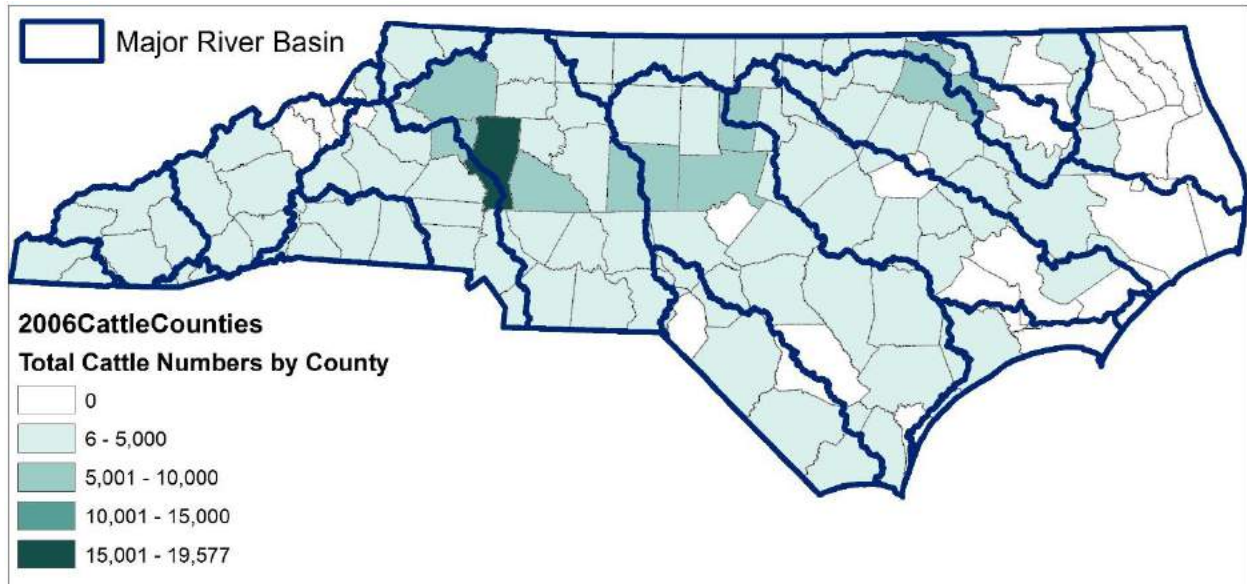 Major River Basin
2006CattleCounties
Total Cattle Numbers by County
0
6 - 5,000
5,001 - 10,000
10,001 - 15,000
15,001 - 19,577